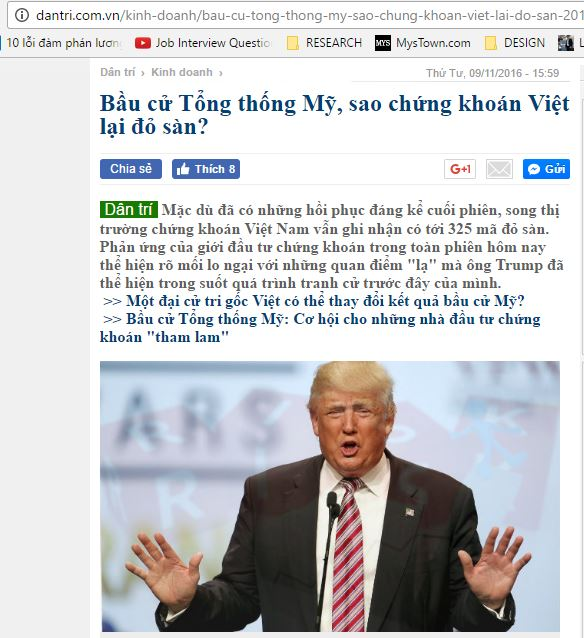 dantri.com.vn/kinh-doanh/bau-cu-tong-thong-my-sao-chung-khoan-viet-lai-do-san-201
10 lỗi đàm phán lương Job Interview Question RESEARCH MYS MysTown.com DESIGN
Dân trí › Kinh doanh ›
Thứ Tư, 09/11/2016 - 15:59
Bầu cử Tổng thống Mỹ, sao chứng khoán Việt
lại đỏ sàn?
Chia sẻ Thích 8 G+1 Gửi
Dân trí Mặc dù đã có những hồi phục đáng kể cuối phiên, song thị
trường chứng khoán Việt Nam vẫn ghi nhận có tới 325 mã đỏ sàn.
Phản ứng của giới đầu tư chứng khoán trong toàn phiên hôm nay
thể hiện rõ mối lo ngại với những quan điểm "lạ" mà ông Trump đã
thể hiện trong suốt quá trình tranh cử trước đây của mình.
>> Một đại cử tri gốc Việt có thể thay đổi kết quả bầu cử Mỹ?
>> Bầu cử Tổng thống Mỹ: Cơ hội cho những nhà đầu tư chứng
khoán "tham lam"